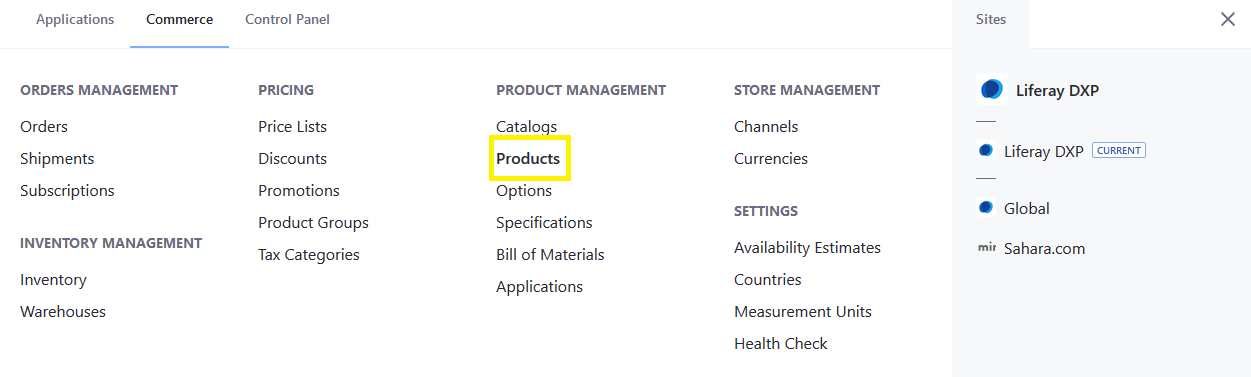 Applications
Commerce
Control Panel
Sites
ORDERS MANAGEMENT
Orders
Shipments
Subscriptions
INVENTORY MANAGEMENT
Inventory
Warehouses
PRICING
Price Lists
Discounts
Promotions
Product Groups
Tax Categories
PRODUCT MANAGEMENT
Catalogs
Products
Options
Specifications
Bill of Materials
Applications
STORE MANAGEMENT
Channels
Currencies
SETTINGS
Availability Estimates
Countries
Measurement Units
Health Check
Liferay DXP
Liferay DXP CURRENT
Global
mir Sahara.com